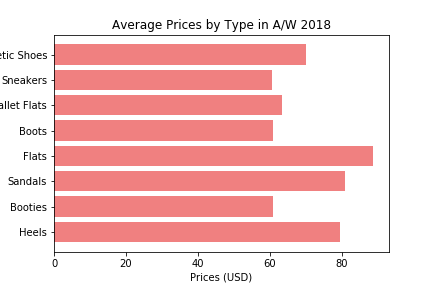 Average Prices by Type in A/W 2018
etic Shoes
Sneakers
allet Flats
Boots
Flats
Sandals
Booties
Heels
0 20 40 60 80
Prices (USD)